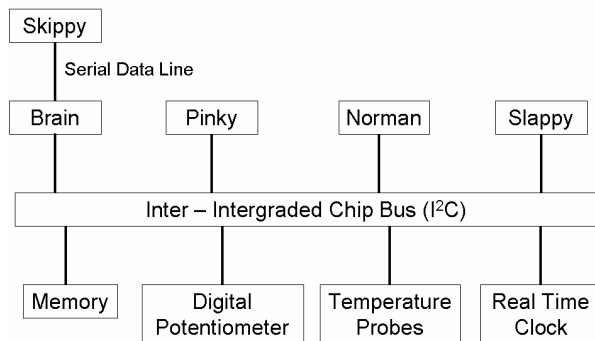 Skippy
Serial Data Line
Brain
Pinky
Norman
Slappy
Inter – Intergraded Chip Bus (I²C)
Memory
Digital
Potentiometer
Temperature
Probes
Real Time
Clock